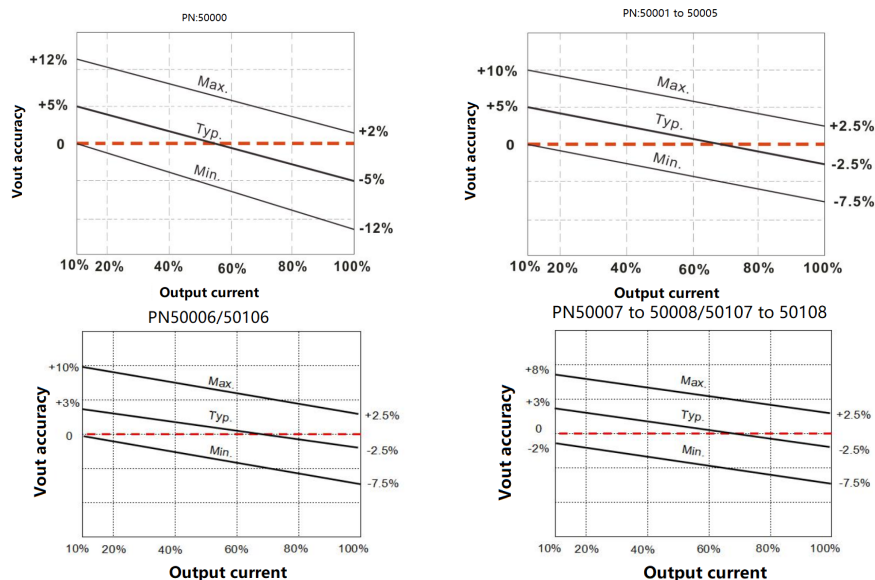 PN:50000
+12%
+5%
0
Vout accuracy
Max.
Typ.
Min.
+2%
-5%
-12%
10% 20% 40% 60% 80% 100%
Output current
PN:50001 to 50005
+10%
+5%
0
Vout accuracy
Max.
Typ.
Min.
+2.5%
-2.5%
-7.5%
10% 20% 40% 60% 80% 100%
Output current
PN50006/50106
+10%
+3%
0
Vout accuracy
Max.
Typ.
Min.
+2.5%
-2.5%
-7.5%
10% 20% 40% 60% 80% 100%
Output current
PN50007 to 50008/50107 to 50108
+8%
+3%
0
-2%
Vout accuracy
Max.
Typ.
Min.
+2.5%
-2.5%
-7.5%
10% 20% 40% 60% 80% 100%
Output current